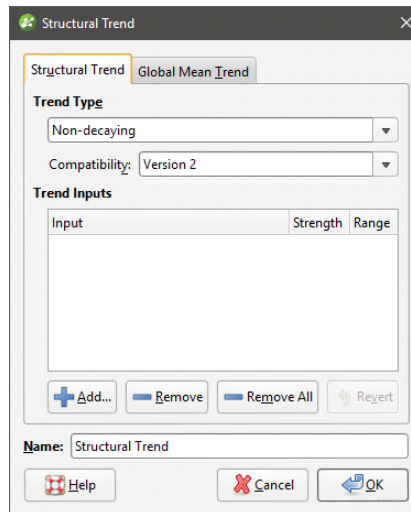 Structural Trend
Structural Trend Global Mean Trend
Trend Type
Non-decaying
Compatibility: Version 2
Trend Inputs
Input Strength Range
Add... Remove Remove All Revert
Name: Structural Trend
Help Cancel OK